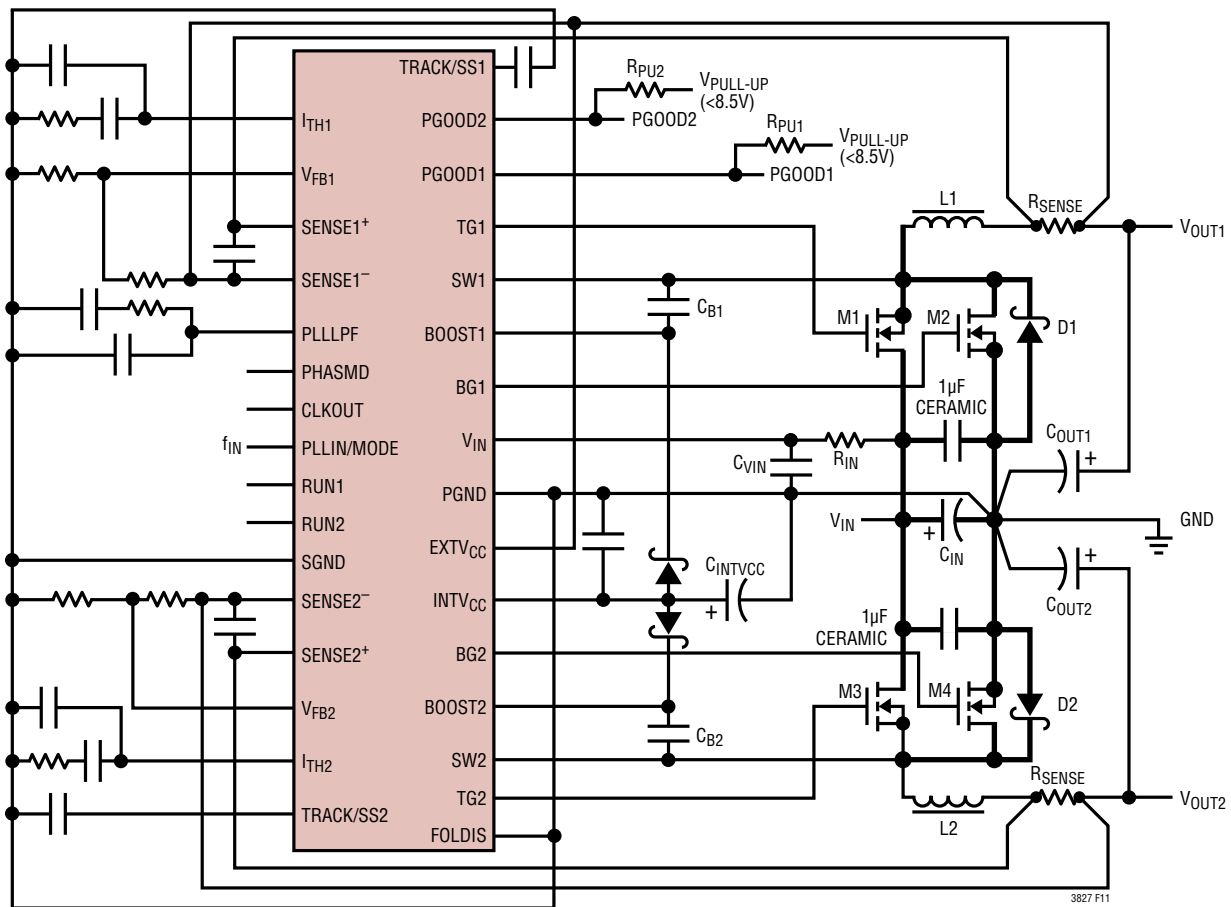 TRACK/SS1
I_TH1
V_FB1
SENSE1+
SENSE1−
PLLLPF
PHASMD
CLKOUT
f_IN
PLLIN/MODE
RUN1
RUN2
SGND
SENSE2−
SENSE2+
V_FB2
I_TH2
TRACK/SS2
PGOOD2
PGOOD1
TG1
SW1
BOOST1
BG1
V_IN
PGND
EXTV_CC
INTV_CC
BG2
BOOST2
SW2
TG2
FOLDIS
R_PU2
V_PULL-UP
(<8.5V)
PGOOD2
R_PU1
V_PULL-UP
(<8.5V)
PGOOD1
L1
R_SENSE
V_OUT1
C_B1
M1
M2
D1
1µF
CERAMIC
C_OUT1
+
C_VIN
R_IN
V_IN
+
C_IN
GND
C_INTVCC
+
C_OUT2
+
1µF
CERAMIC
M3
M4
D2
C_B2
R_SENSE
L2
V_OUT2
3827 F11